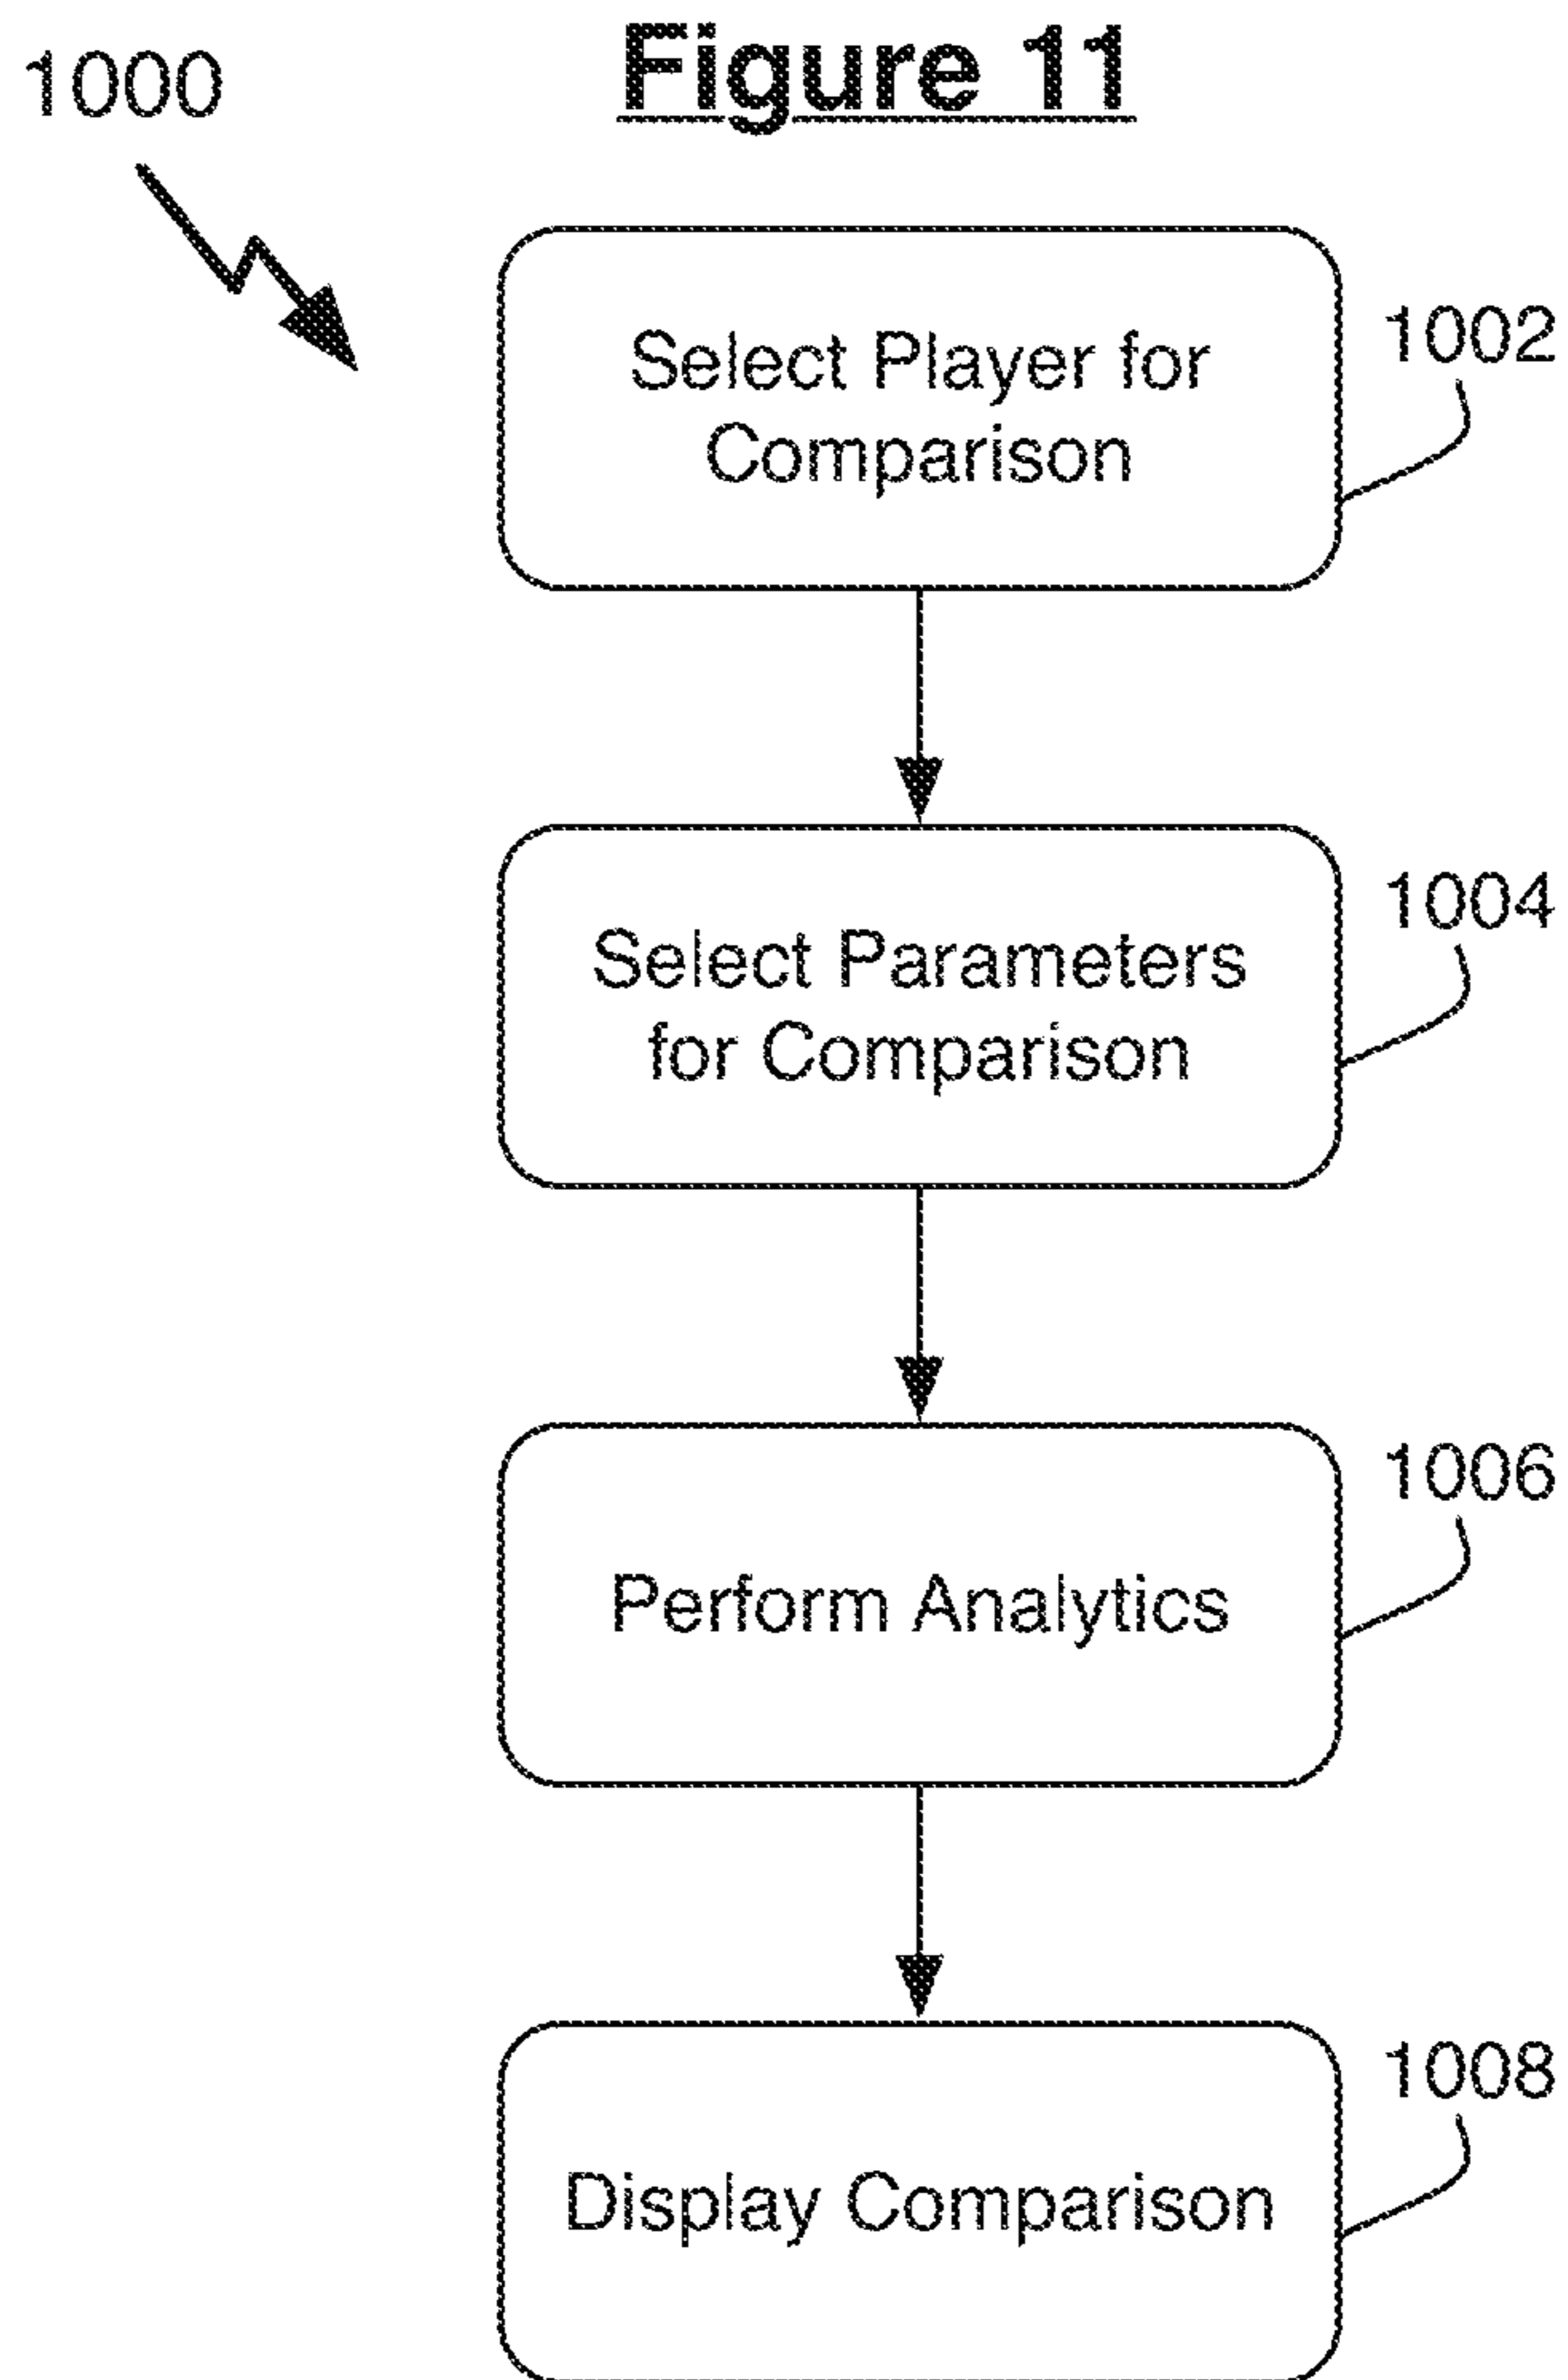 1000
Figure 11
Select Player for
Comparison
1002
Select Parameters
for Comparison
1004
Perform Analytics
1006
Display Comparison
1008